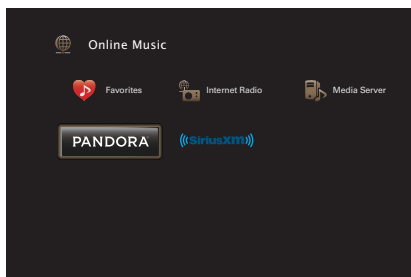 Online Music
Favorites Internet Radio Media Server
PANDORA ((SiriusXM))